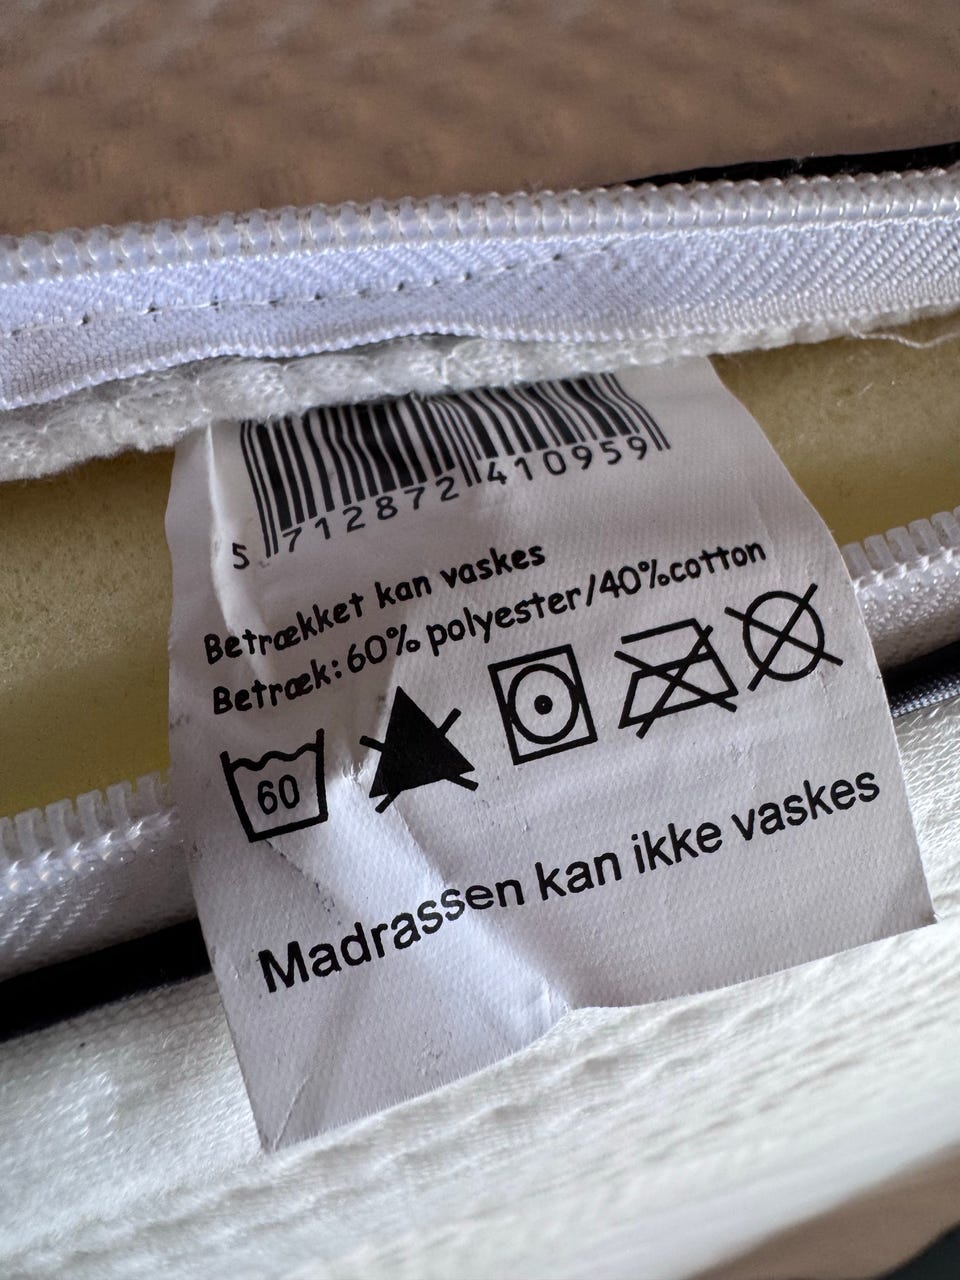 5 712872 410959
Betrækket kan vaskes
Betræk: 60% polyester/40%cotton
60
Madrassen kan ikke vaskes